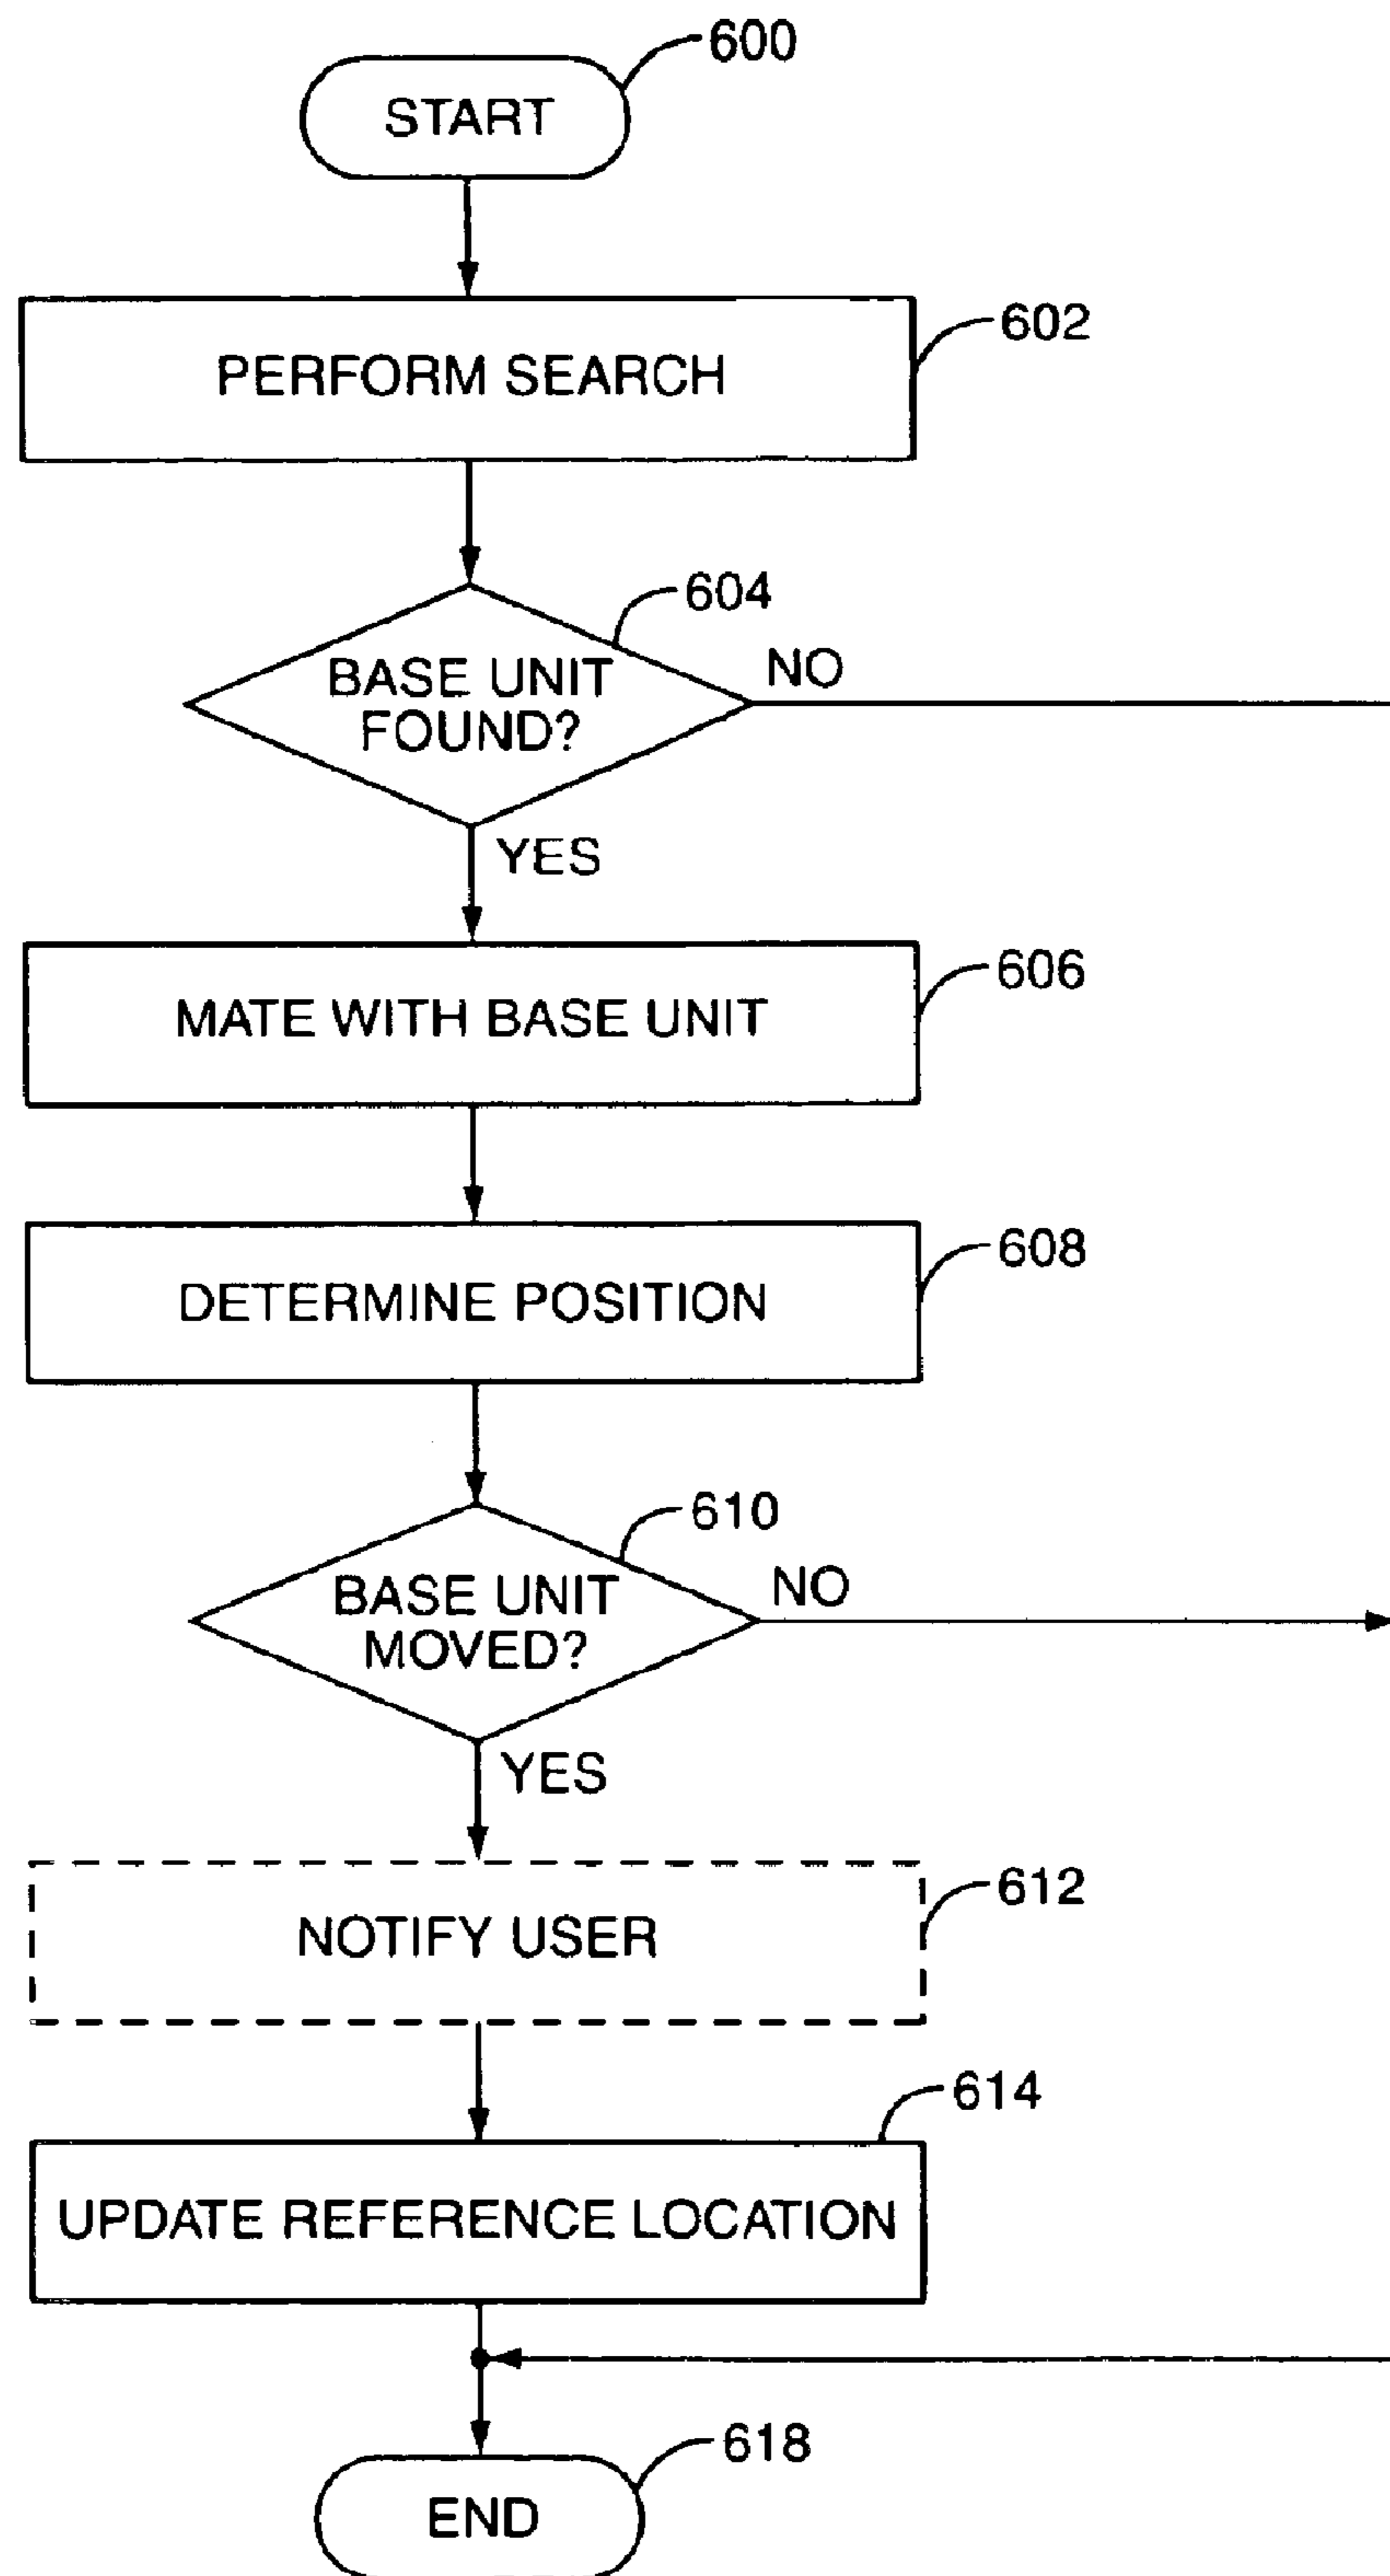 600
START
602
PERFORM SEARCH
604
BASE UNIT
FOUND?
NO
YES
606
MATE WITH BASE UNIT
608
DETERMINE POSITION
610
BASE UNIT
MOVED?
NO
YES
612
NOTIFY USER
614
UPDATE REFERENCE LOCATION
618
END